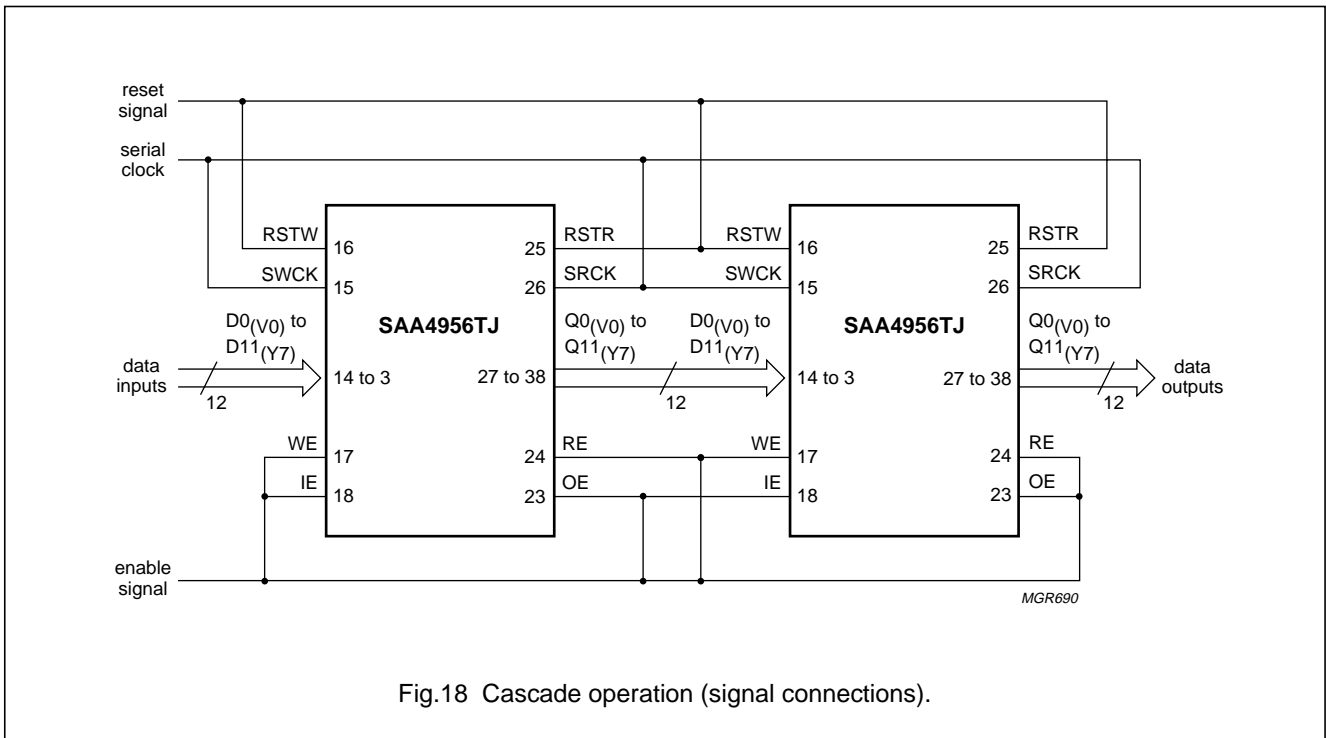 reset
signal
serial
clock
RSTW
16
25
RSTR
RSTW
16
25
RSTR
SWCK
15
26
SRCK
SWCK
15
26
SRCK
SAA4956TJ
SAA4956TJ
D0(V0) to
D11(Y7)
Q0(V0) to
Q11(Y7)
D0(V0) to
D11(Y7)
Q0(V0) to
Q11(Y7)
data
inputs
12
14 to 3
27 to 38
12
14 to 3
27 to 38
12
data
outputs
WE
17
24
RE
WE
17
24
RE
IE
18
23
OE
IE
18
23
OE
enable
signal
MGR690
Fig.18 Cascade operation (signal connections).